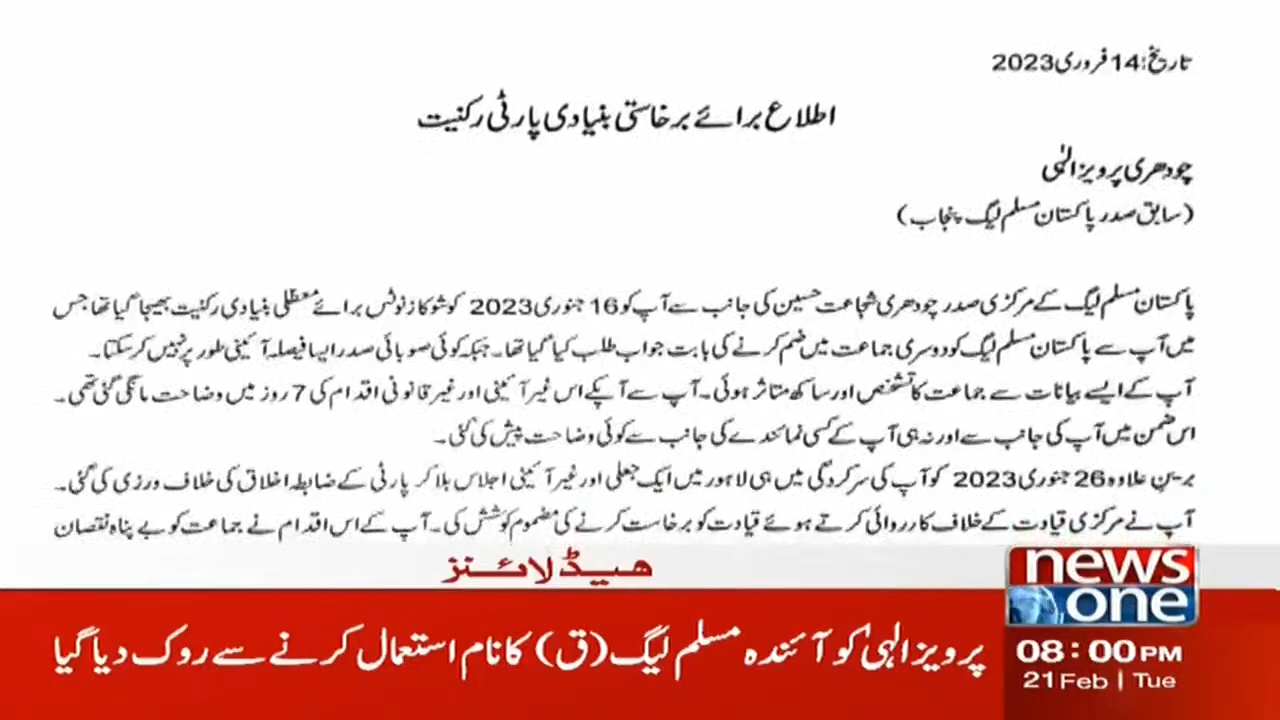 تاریخ:14 فروری 2023
اطلاع برائے برخاستی بنیادی پارٹی رکنیت
چودھری پرویز الٰہی
(سابق صدر پاکستان مسلم لیگ پنجاب)
پاکستان مسلم لیگ کے مرکزی صدر چودھری شجاعت حسین کی جانب سے آپ کو 16 جنوری 2023 کو شوکاز نوٹس برائے معطلی بنیادی رکنیت بھیجا گیا تھا جس
میں آپ سے پاکستان مسلم لیگ کو دوسری جماعت میں ضم کرنے کی بابت جواب طلب کیا گیا تھا۔ جبکہ کوئی صوبائی صدر ایسا فیصلہ آئینی طور پر نہیں کر سکتا۔
آپ کے ایسے بیانات سے جماعت کا تشخص اور ساکھ متاثر ہوئی۔ آپ سے آپکے اس غیر آئینی اور غیر قانونی اقدام کی 7 روز میں وضاحت مانگی گئی تھی۔
اس ضمن میں آپ کی جانب سے اور نہ ہی آپ کے کسی نمائندے کی جانب سے کوئی وضاحت پیش کی گئی۔
بریں علاوہ 26 جنوری 2023 کو آپ کی سرکردگی میں ہی لاہور میں ایک جعلی اور غیر آئینی اجلاس بلا کر پارٹی کے ضابطہ اخلاق کی خلاف ورزی کی گئی۔
آپ نے مرکزی قیادت کے خلاف کارروائی کرتے ہوئے قیادت کو برخاست کرنے کی مضموم کوشش کی۔ آپ کے اس اقدام نے جماعت کو بے پناہ نقصان
ھیڈلائنز
پرویز الٰہی کو آئندہ مسلم لیگ (ق) کا نام استعمال کرنے سے روک دیا گیا
news
one
08:00PM
21 Feb | Tue